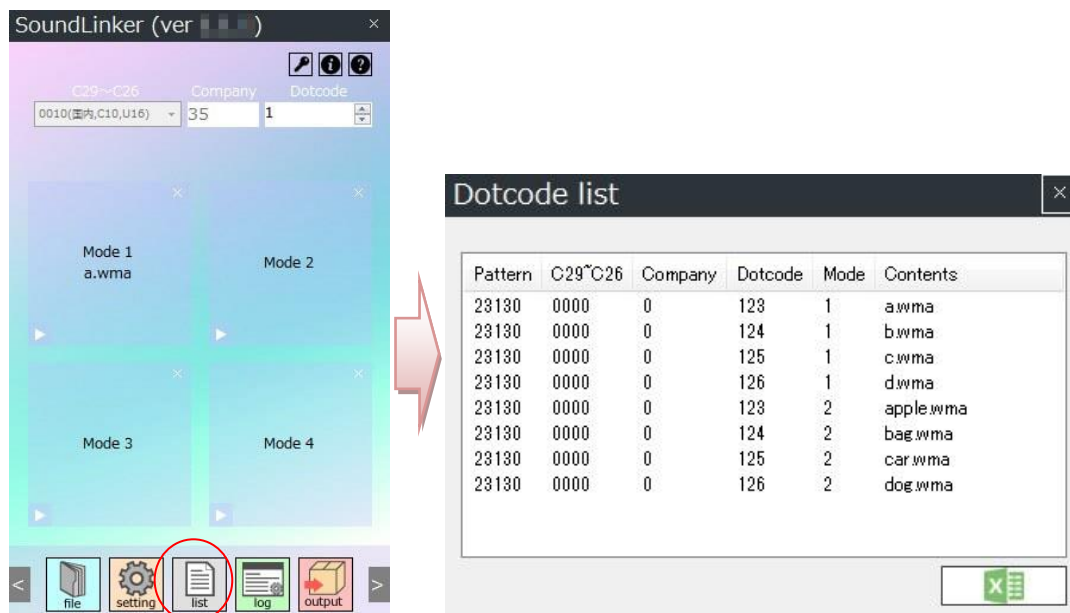 SoundLinker (ver )
C29～C26 Company Dotcode
0010(国内,C10,U16) 35 1
Mode 1
a.wma
Mode 2
Mode 3
Mode 4
< file setting list log output >
Dotcode list
Pattern C29~C26 Company Dotcode Mode Contents
23130 0000 0 123 1 a.wma
23130 0000 0 124 1 b.wma
23130 0000 0 125 1 c.wma
23130 0000 0 126 1 d.wma
23130 0000 0 123 2 apple.wma
23130 0000 0 124 2 bag.wma
23130 0000 0 125 2 car.wma
23130 0000 0 126 2 dog.wma